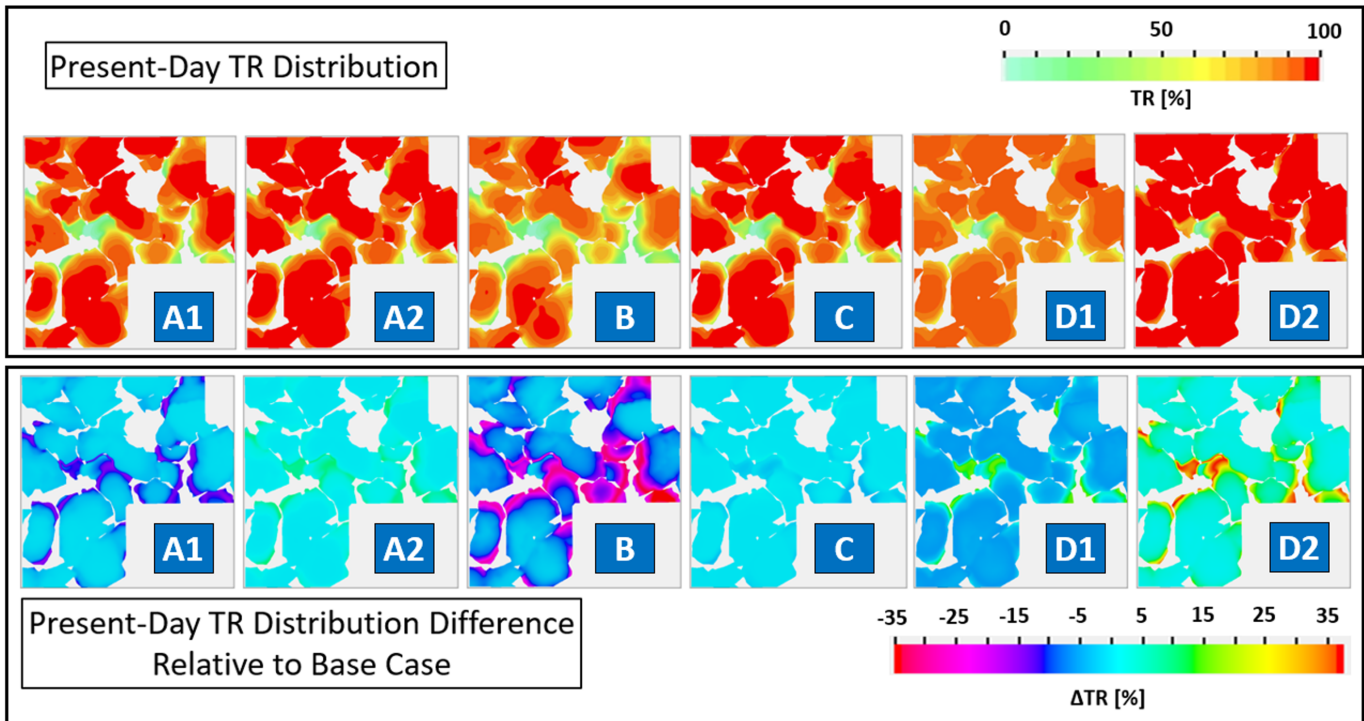 0 50 100
Present-Day TR Distribution
TR [%]
A1 A2 B C D1 D2
A1 A2 B C D1 D2
Present-Day TR Distribution Difference
Relative to Base Case
-35 -25 -15 -5 5 15 25 35
ΔTR [%]